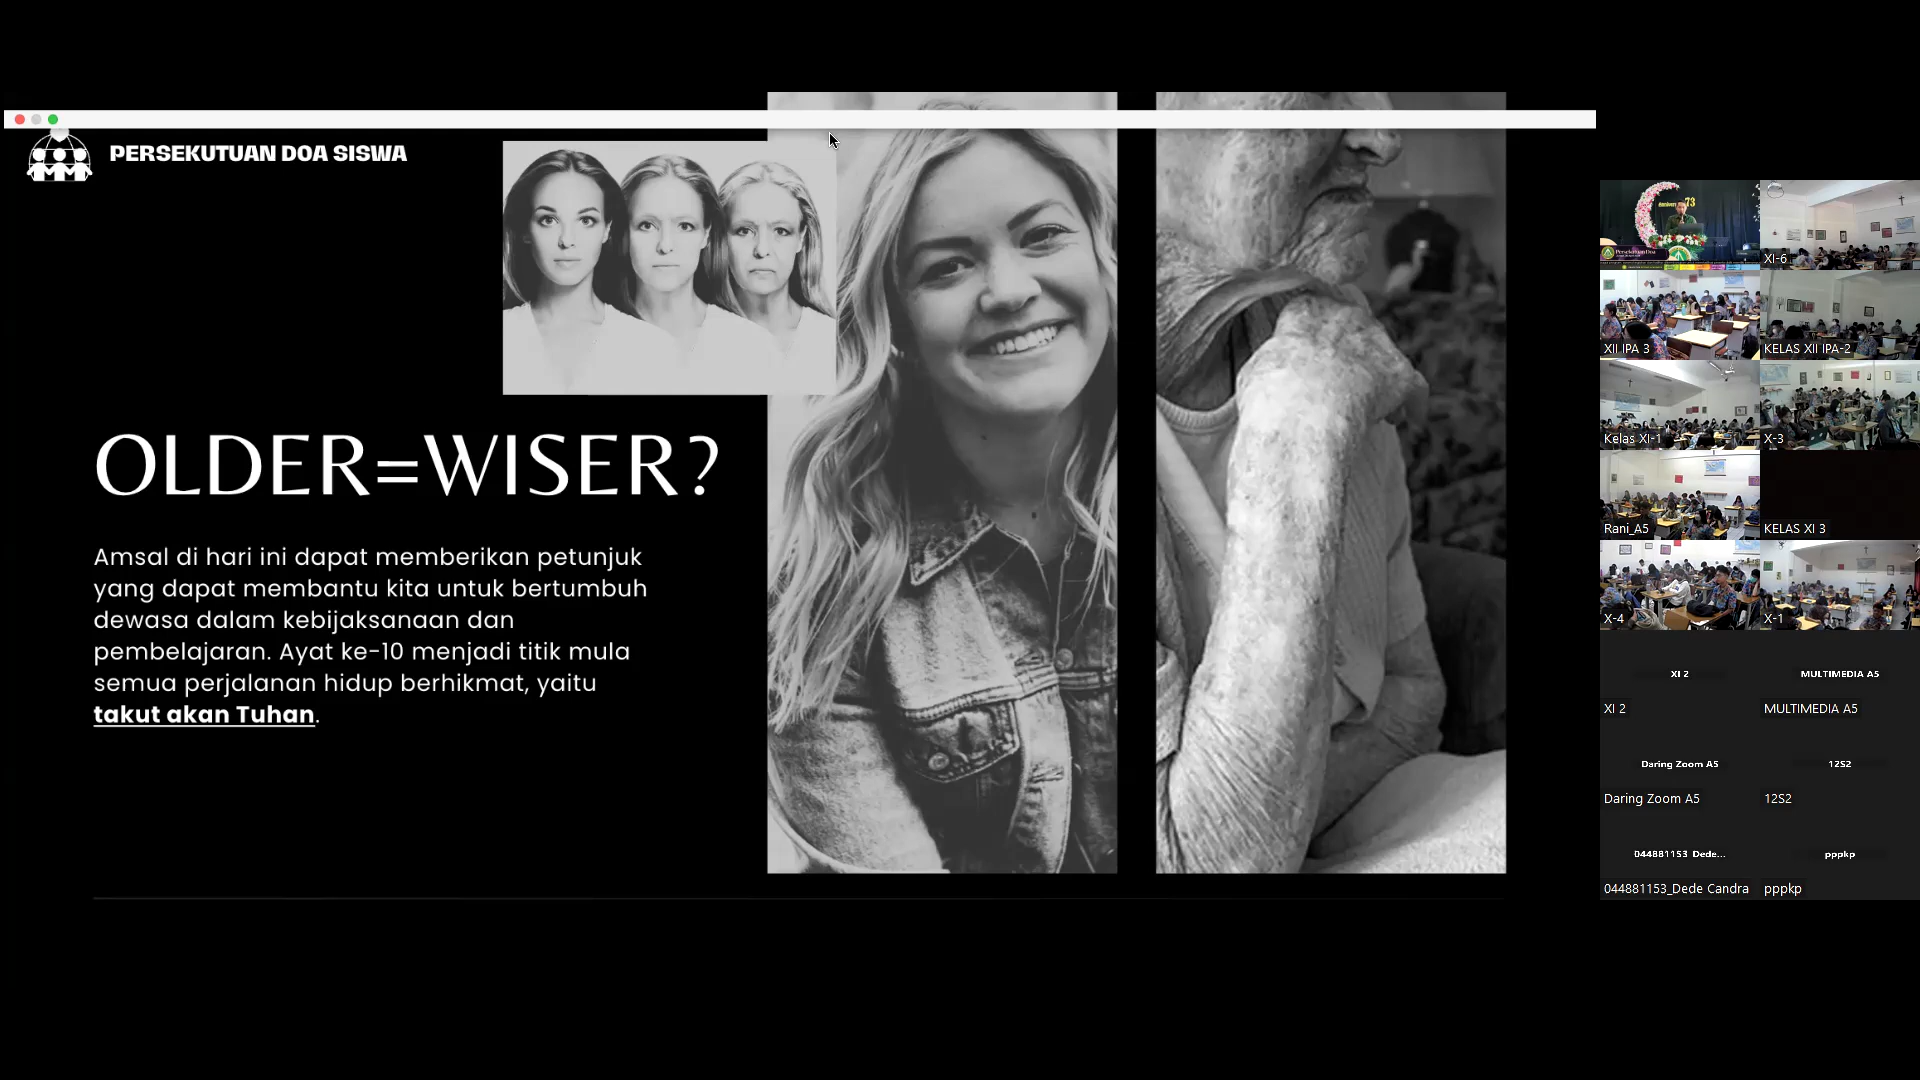 PERSEKUTUAN DOA SISWA
OLDER=WISER?
Amsal di hari ini dapat memberikan petunjuk
yang dapat membantu kita untuk bertumbuh
dewasa dalam kebijaksanaan dan
pembelajaran. Ayat ke-10 menjadi titik mula
semua perjalanan hidup berhikmat, yaitu
takut akan Tuhan.
73
XI-6
XII IPA 3
KELAS XII IPA-2
Kelas XI-1
X-3
Rani_A5
KELAS XI 3
X-4
X-1
XI 2
MULTIMEDIA A5
XI 2
MULTIMEDIA A5
Daring Zoom A5
12S2
Daring Zoom A5
12S2
044881153_Dede...
pppkp
044881153_Dede Candra
pppkp